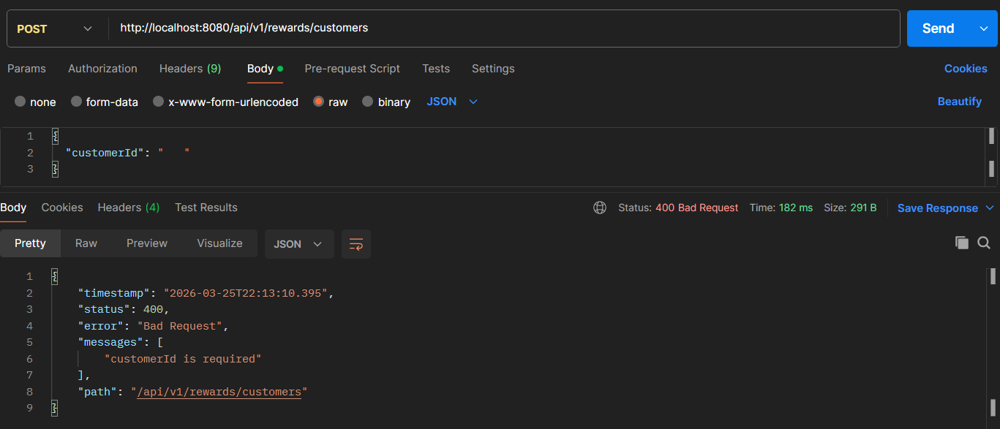 POST http://localhost:8080/api/v1/rewards/customers Send
Params Authorization Headers (9) Body Pre-request Script Tests Settings Cookies
none form-data x-www-form-urlencoded raw binary JSON Beautify
1 {
2 "customerId": "   "
3 }
Body Cookies Headers (4) Test Results Status: 400 Bad Request Time: 182 ms Size: 291 B Save Response
Pretty Raw Preview Visualize JSON
1 {
2 "timestamp": "2026-03-25T22:13:10.395",
3 "status": 400,
4 "error": "Bad Request",
5 "messages": [
6 "customerId is required"
7 ],
8 "path": "/api/v1/rewards/customers"
9 }